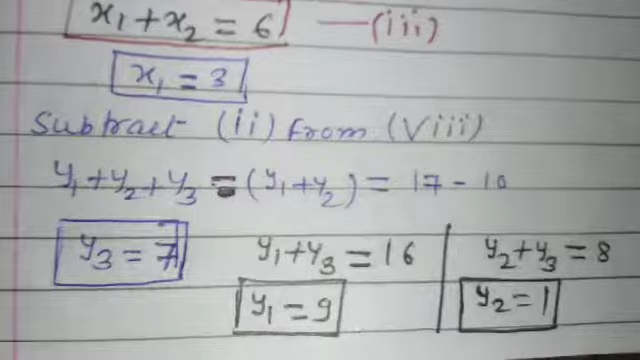 x₁ + x₂ = 6 —(iii)
x₁ = 3
Subtract (ii) from (viii)
y₁+y₂+y₃ - (y₁+y₂) = 17 - 10
y₃ = 7 y₁+y₃ = 16 y₂+y₃ = 8
y₁ = 9 y₂ = 1